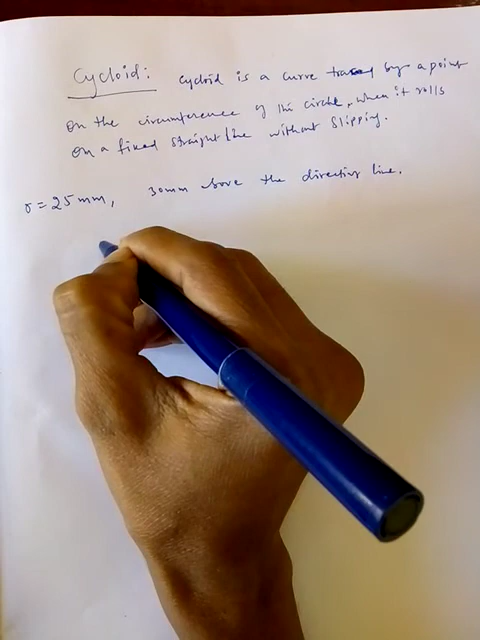 Cycloid: cycloid is a curve traced by a point
on the circumference of the circle, when it rolls
on a fixed straight line without slipping.
r = 25 mm, 30mm above the directing line.